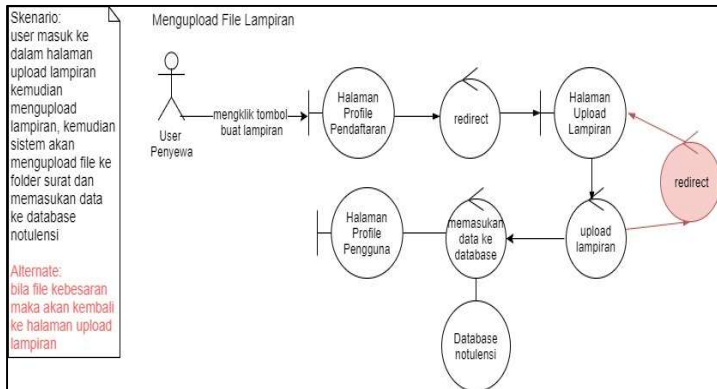 Skenario:
user masuk ke
dalam halaman
upload lampiran
kemudian
mengupload
lampiran, kemudian
sistem akan
mengupload file ke
folder surat dan
memasukan data
ke database
notulensi
Alternate:
bila file kebesaran
maka akan kembali
ke halaman upload
lampiran
Mengupload File Lampiran
User
Penyewa
mengklik tombol
buat lampiran
Halaman
Profile
Pendaftaran
redirect
Halaman
Upload
Lampiran
redirect
Halaman
Profile
Pengguna
memasukan
data ke
database
upload
lampiran
Database
notulensi